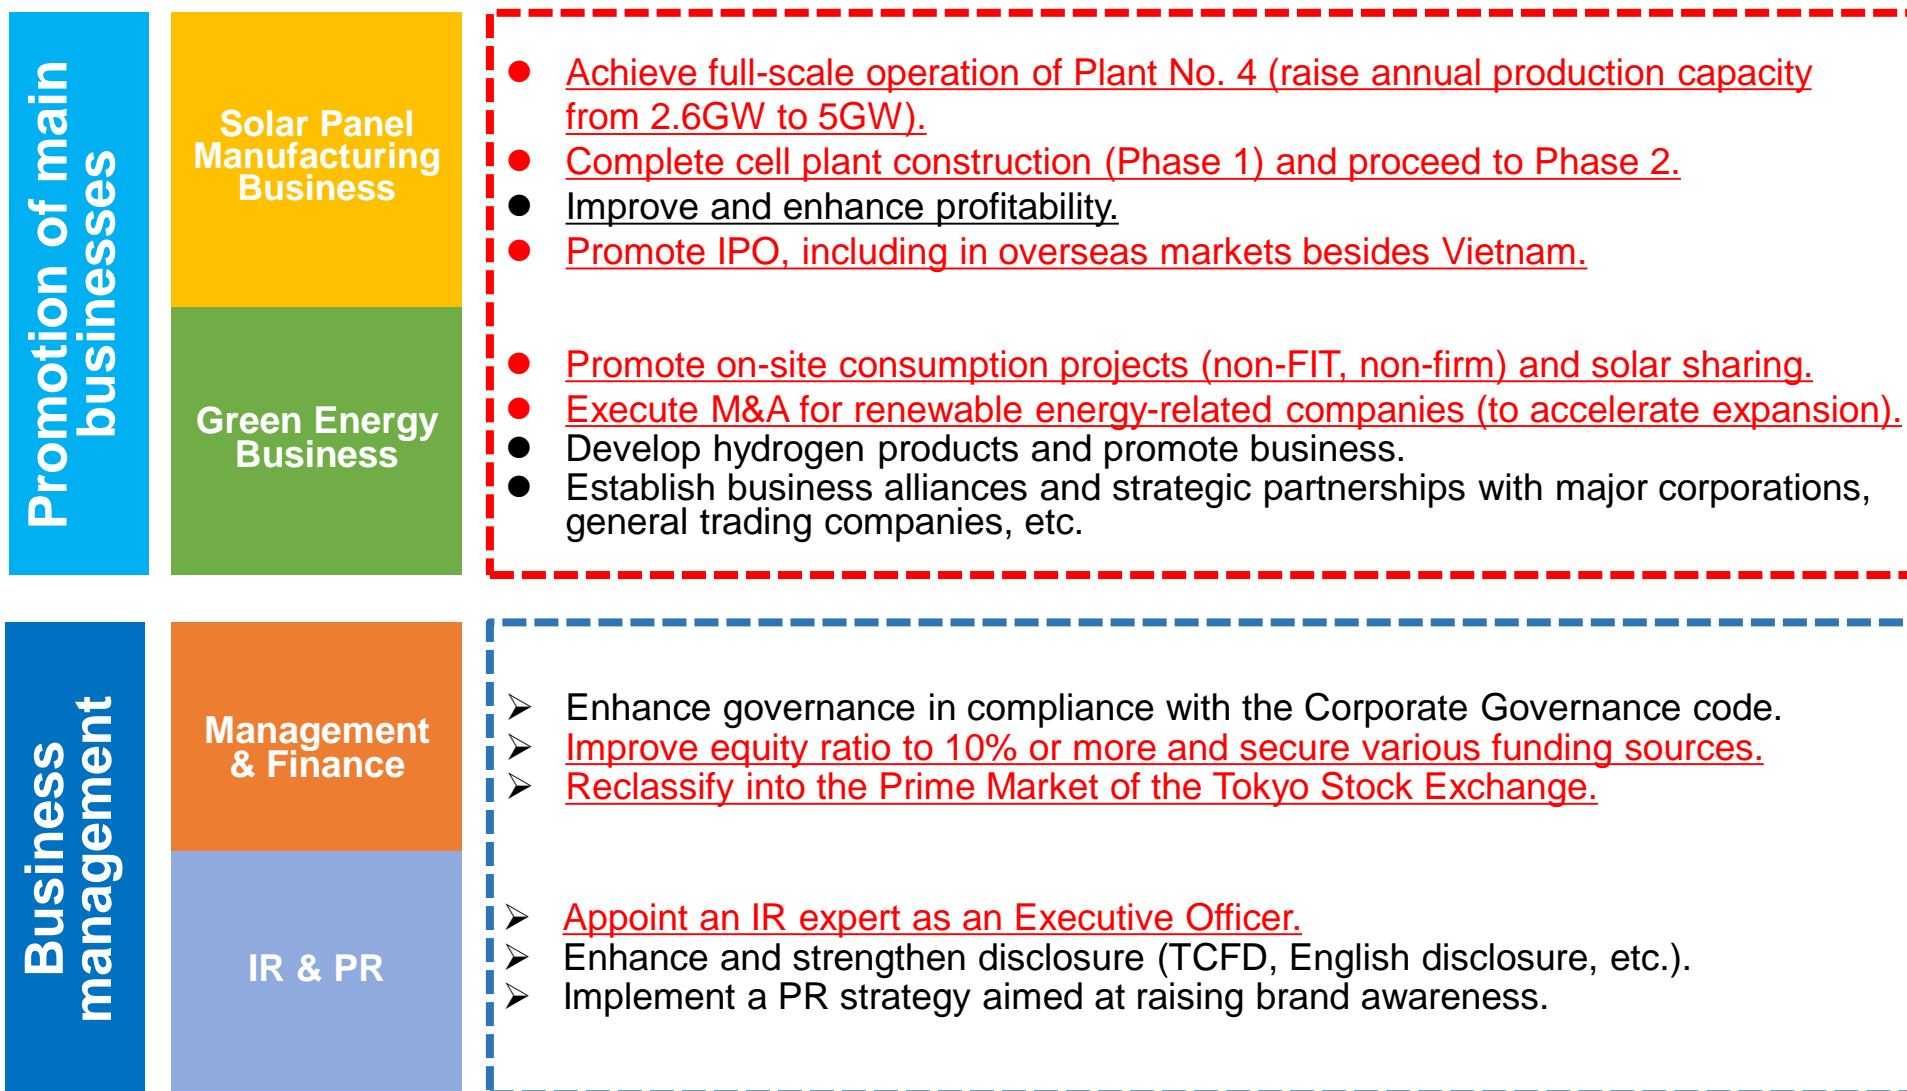 Promotion of main
businesses
Solar Panel
Manufacturing
Business
● Achieve full-scale operation of Plant No. 4 (raise annual production capacity
from 2.6GW to 5GW).
● Complete cell plant construction (Phase 1) and proceed to Phase 2.
● Improve and enhance profitability.
● Promote IPO, including in overseas markets besides Vietnam.
Green Energy
Business
● Promote on-site consumption projects (non-FIT, non-firm) and solar sharing.
● Execute M&A for renewable energy-related companies (to accelerate expansion).
● Develop hydrogen products and promote business.
● Establish business alliances and strategic partnerships with major corporations,
general trading companies, etc.
Business
management
Management
& Finance
➢ Enhance governance in compliance with the Corporate Governance code.
➢ Improve equity ratio to 10% or more and secure various funding sources.
➢ Reclassify into the Prime Market of the Tokyo Stock Exchange.
IR & PR
➢ Appoint an IR expert as an Executive Officer.
➢ Enhance and strengthen disclosure (TCFD, English disclosure, etc.).
➢ Implement a PR strategy aimed at raising brand awareness.